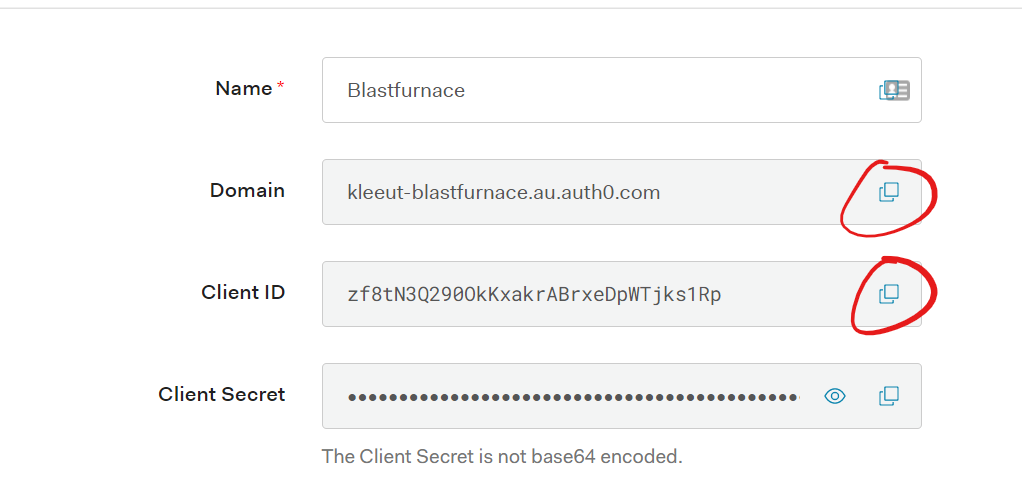 Name *
Blastfurnace
Domain
kleeut-blastfurnace.au.auth0.com
Client ID
zf8tN3Q290OkKxakrABrxeDpWTjks1Rp
Client Secret
••••••••••••••••••••••••••••••••••••••••••••
The Client Secret is not base64 encoded.